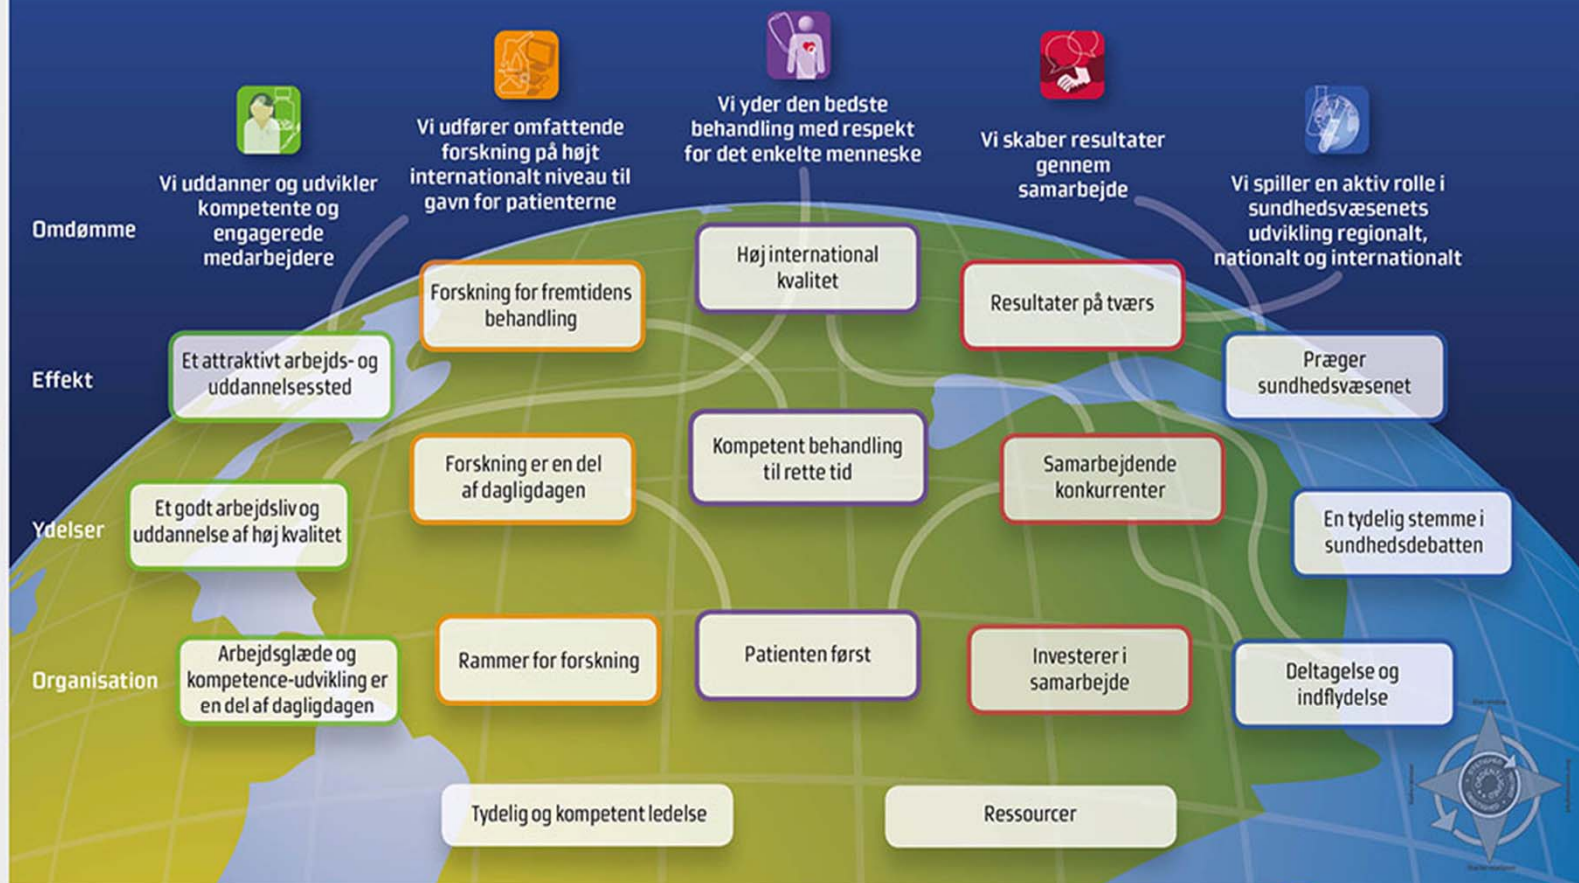 Vi uddanner og udvikler
kompetente og
engagerede
medarbejdere
Vi udfører omfattende
forskning på højt
internationalt niveau til
gavn for patienterne
Vi yder den bedste
behandling med respekt
for det enkelte menneske
Vi skaber resultater
gennem
samarbejde
Vi spiller en aktiv rolle i
sundhedsvæsenets
udvikling regionalt,
nationalt og internationalt
Omdømme
Høj international
kvalitet
Forskning for fremtidens
behandling
Resultater på tværs
Effekt
Et attraktivt arbejds- og
uddannelsessted
Præger
sundhedsvæsenet
Kompetent behandling
til rette tid
Forskning er en del
af dagligdagen
Samarbejdende
konkurrenter
Ydelser
Et godt arbejdsliv og
uddannelse af høj kvalitet
En tydelig stemme i
sundhedsdebatten
Organisation
Arbejdsglæde og
kompetence-udvikling er
en del af dagligdagen
Rammer for forskning
Patienten først
Investerer i
samarbejde
Deltagelse og
indflydelse
Tydelig og kompetent ledelse
Ressourcer